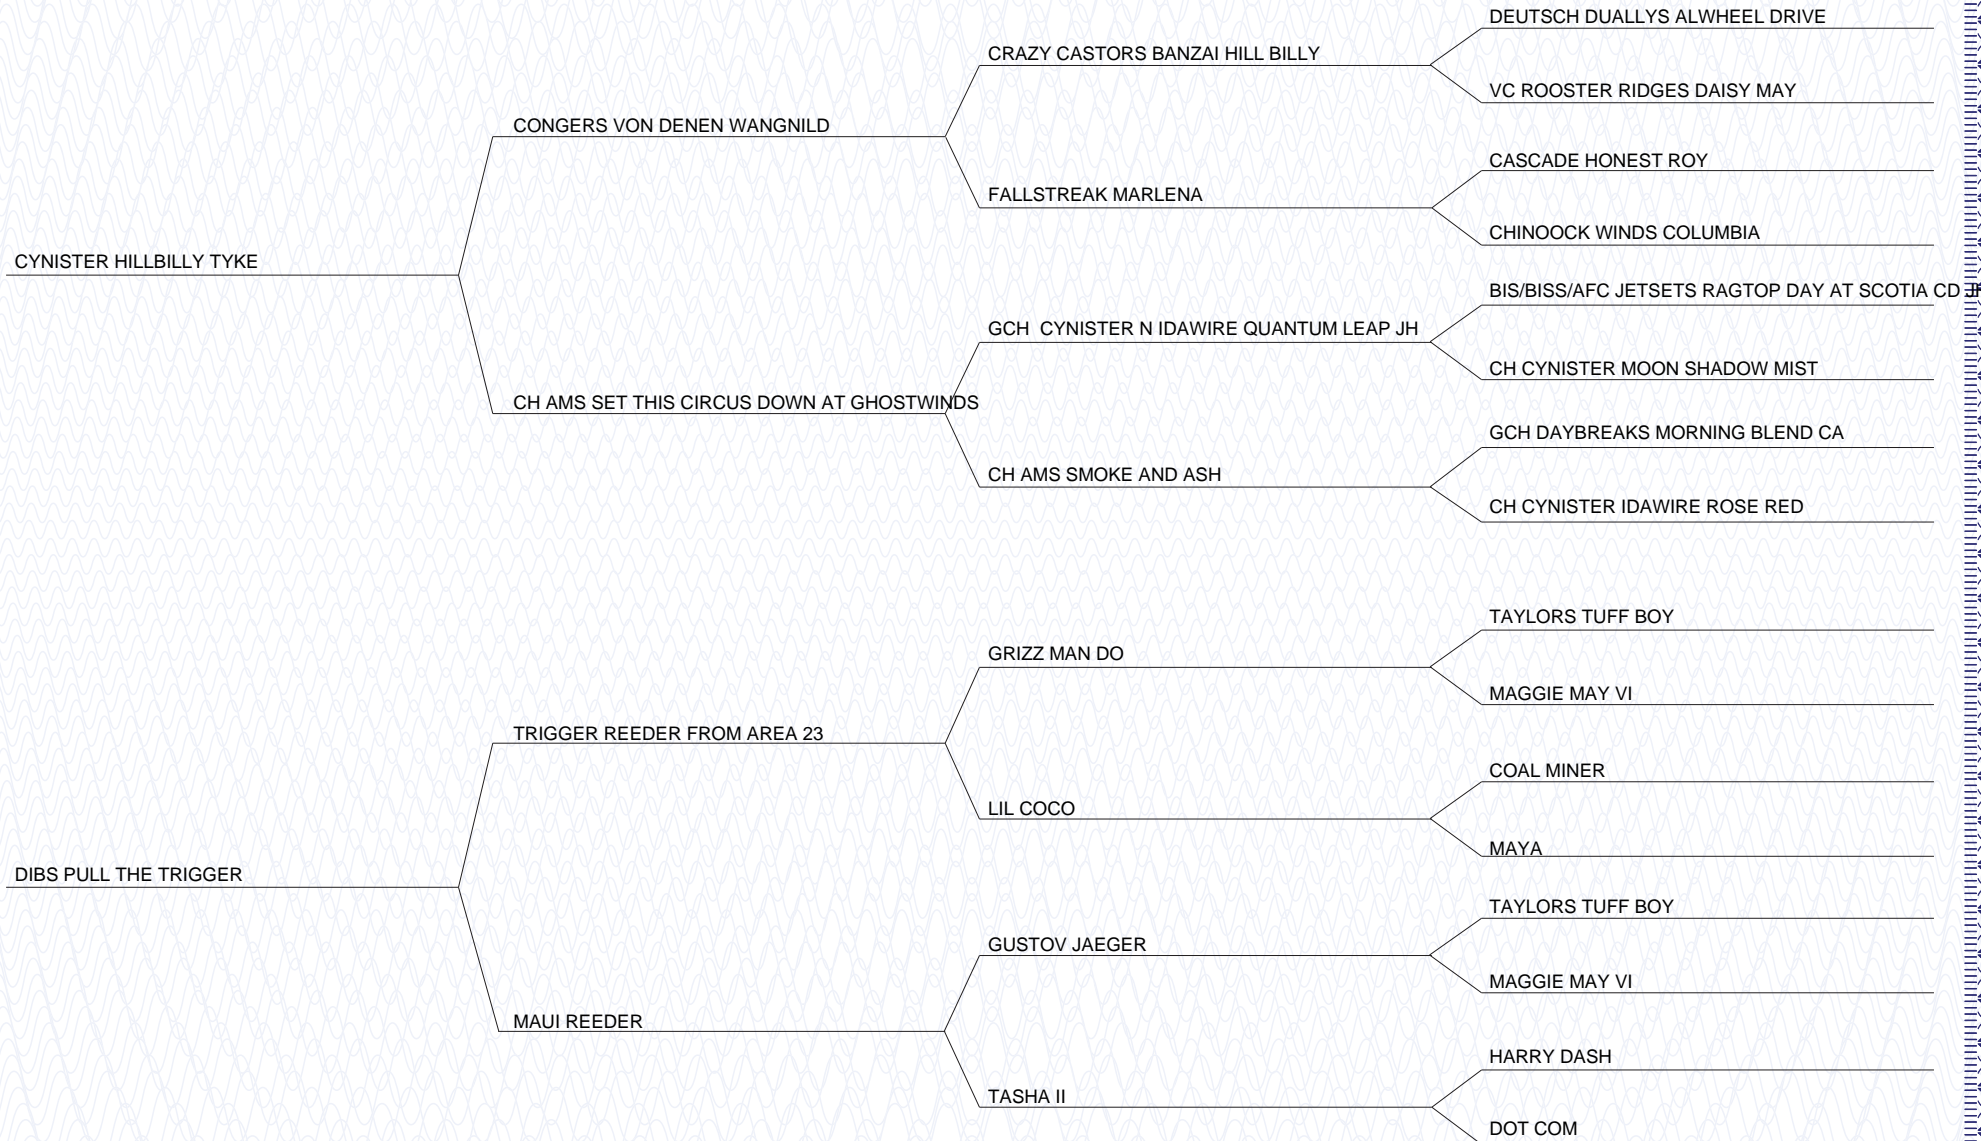 DEUTSCH DUALLYS ALWHEEL DRIVE
CRAZY CASTORS BANZAI HILL BILLY
VC ROOSTER RIDGES DAISY MAY
CONGERS VON DENEN WANGNILD
CASCADE HONEST ROY
FALLSTREAK MARLENA
CHINOOCK WINDS COLUMBIA
CYNISTER HILLBILLY TYKE
BIS/BISS/AFC JETSETS RAGTOP DAY AT SCOTIA CD
GCH  CYNISTER N IDAWIRE QUANTUM LEAP JH
CH CYNISTER MOON SHADOW MIST
CH AMS SET THIS CIRCUS DOWN AT GHOSTWINDS
GCH DAYBREAKS MORNING BLEND CA
CH AMS SMOKE AND ASH
CH CYNISTER IDAWIRE ROSE RED
TAYLORS TUFF BOY
GRIZZ MAN DO
MAGGIE MAY VI
TRIGGER REEDER FROM AREA 23
COAL MINER
LIL COCO
MAYA
DIBS PULL THE TRIGGER
TAYLORS TUFF BOY
GUSTOV JAEGER
MAGGIE MAY VI
MAUI REEDER
HARRY DASH
TASHA II
DOT COM